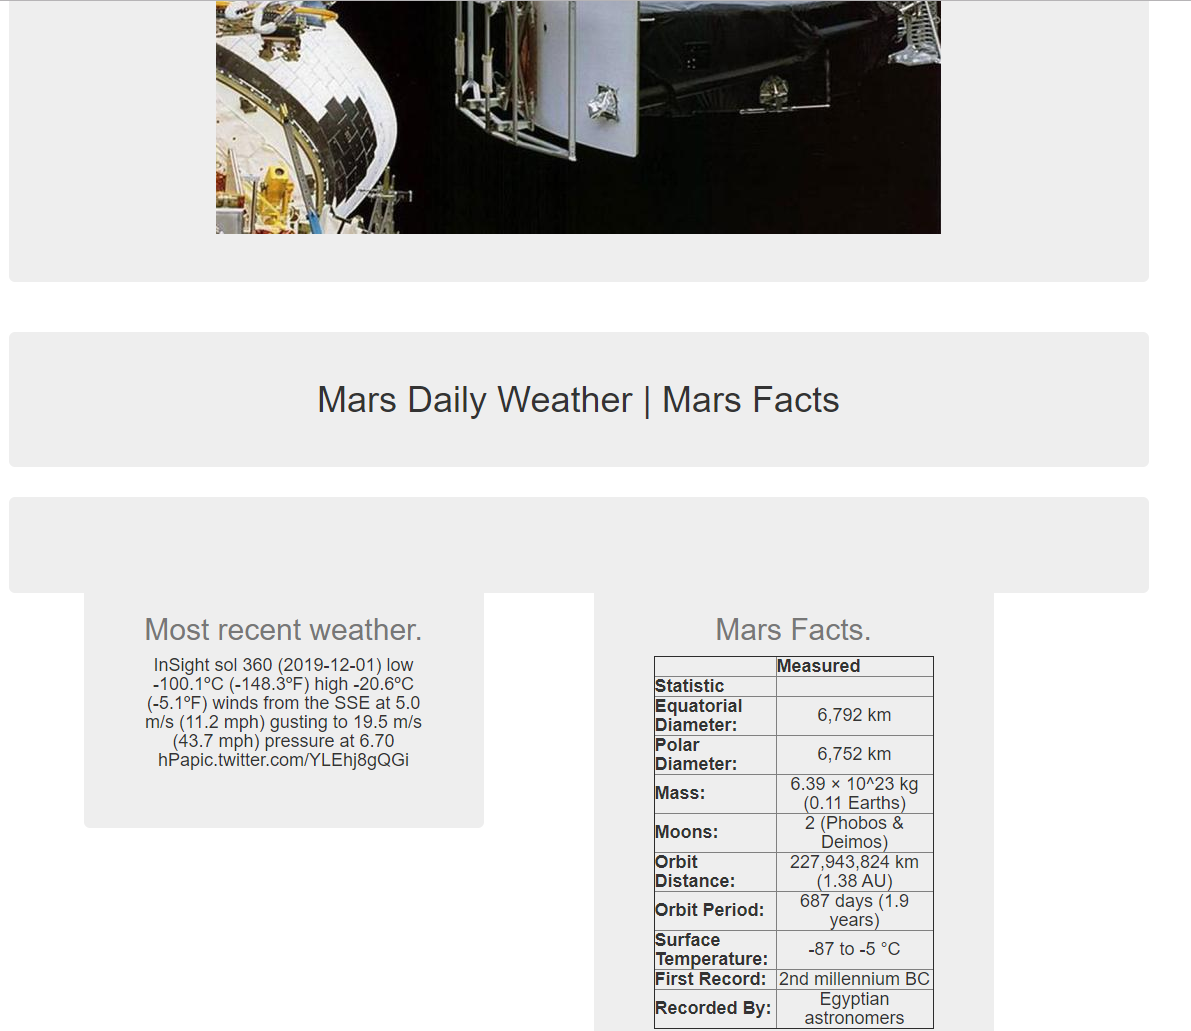 Mars Daily Weather | Mars Facts
Most recent weather.
InSight sol 360 (2019-12-01) low
-100.1ºC (-148.3ºF) high -20.6ºC
(-5.1ºF) winds from the SSE at 5.0
m/s (11.2 mph) gusting to 19.5 m/s
(43.7 mph) pressure at 6.70
hPapic.twitter.com/YLEhj8gQGi
Mars Facts.
Measured
Statistic
Equatorial
Diameter:
6,792 km
Polar
Diameter:
6,752 km
Mass:
6.39 × 10^23 kg
(0.11 Earths)
Moons:
2 (Phobos &
Deimos)
Orbit
Distance:
227,943,824 km
(1.38 AU)
Orbit Period:
687 days (1.9
years)
Surface
Temperature:
-87 to -5 °C
First Record:
2nd millennium BC
Recorded By:
Egyptian
astronomers